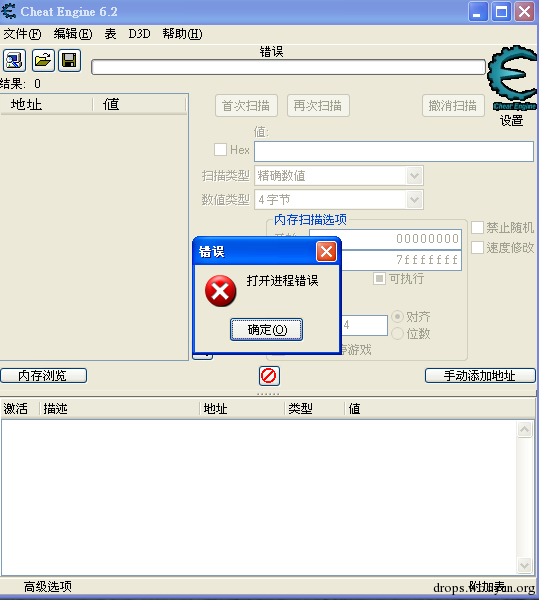 Cheat Engine 6.2
文件(F) 编辑(E) 表 D3D 帮助(H)
错误
结果: 0
地址 值
首次扫描 再次扫描 撤消扫描
Cheat Engine
设置
值:
Hex
扫描类型 精确数值
数值类型 4 字节
内存扫描选项
禁止随机
00000000
速度修改
7fffffff
可执行
错误
打开进程错误
确定(O)
4
对齐
位数
游戏
内存浏览
手动添加地址
激活 描述 地址 类型 值
高级选项
附加表